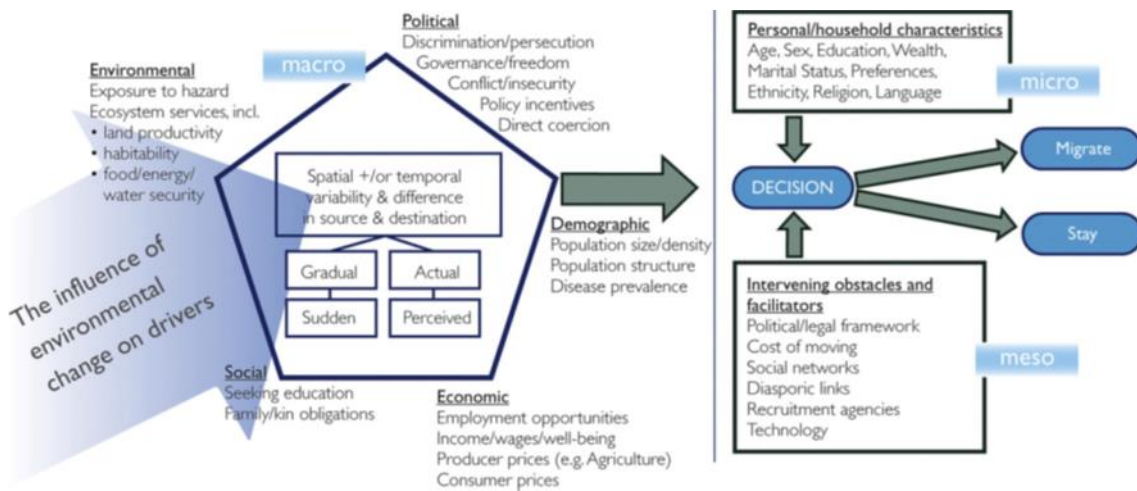 Political
Discrimination/persecution
Governance/freedom
Conflict/insecurity
Policy incentives
Direct coercion
macro
Environmental
Exposure to hazard
Ecosystem services, incl.
• land productivity
• habitability
• food/energy/
water security
Spatial +/or temporal
variability & difference
in source & destination
Gradual
Actual
Sudden
Perceived
The influence of
environmental
change on drivers
Demographic
Population size/density
Population structure
Disease prevalence
Social
Seeking education
Family/kin obligations
Economic
Employment opportunities
Income/wages/well-being
Producer prices (e.g. Agriculture)
Consumer prices
Personal/household characteristics
Age, Sex, Education, Wealth,
Marital Status, Preferences,
Ethnicity, Religion, Language
micro
DECISION
Migrate
Stay
Intervening obstacles and
facilitators
Political/legal framework
Cost of moving
Social networks
Diasporic links
Recruitment agencies
Technology
meso